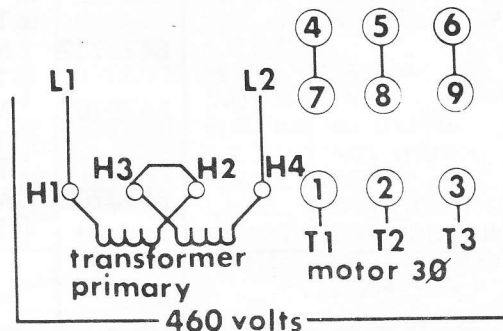 4 5 6
7 8 9
L1 L2
H3 H2
H1 H4
1 2 3
T1 T2 T3
transformer
primary
motor 3Ø
460 volts